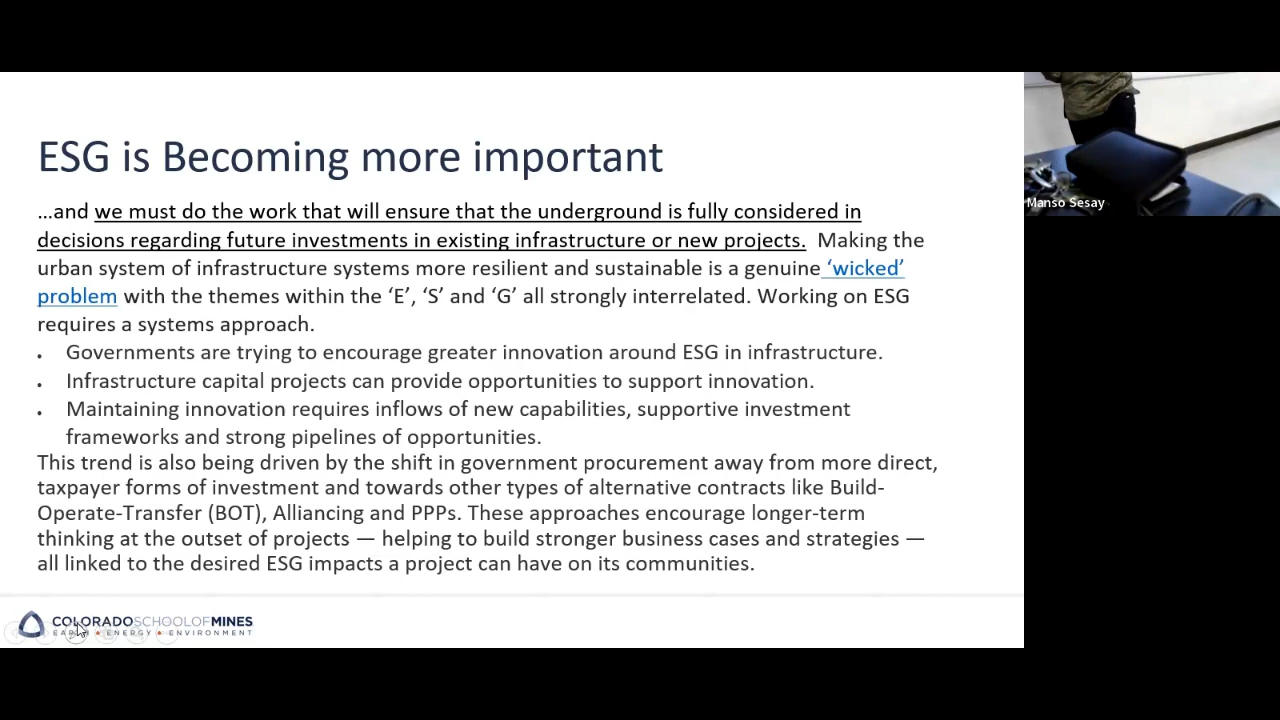 ESG is Becoming more important
…and we must do the work that will ensure that the underground is fully considered in
decisions regarding future investments in existing infrastructure or new projects.  Making the
urban system of infrastructure systems more resilient and sustainable is a genuine ‘wicked’
problem with the themes within the ‘E’, ‘S’ and ‘G’ all strongly interrelated. Working on ESG
requires a systems approach.
• Governments are trying to encourage greater innovation around ESG in infrastructure.
• Infrastructure capital projects can provide opportunities to support innovation.
• Maintaining innovation requires inflows of new capabilities, supportive investment
frameworks and strong pipelines of opportunities.
This trend is also being driven by the shift in government procurement away from more direct,
taxpayer forms of investment and towards other types of alternative contracts like Build-
Operate-Transfer (BOT), Alliancing and PPPs. These approaches encourage longer-term
thinking at the outset of projects — helping to build stronger business cases and strategies —
all linked to the desired ESG impacts a project can have on its communities.
COLORADOSCHOOLOFMINES
EARTH • ENERGY • ENVIRONMENT
Manso Sesay